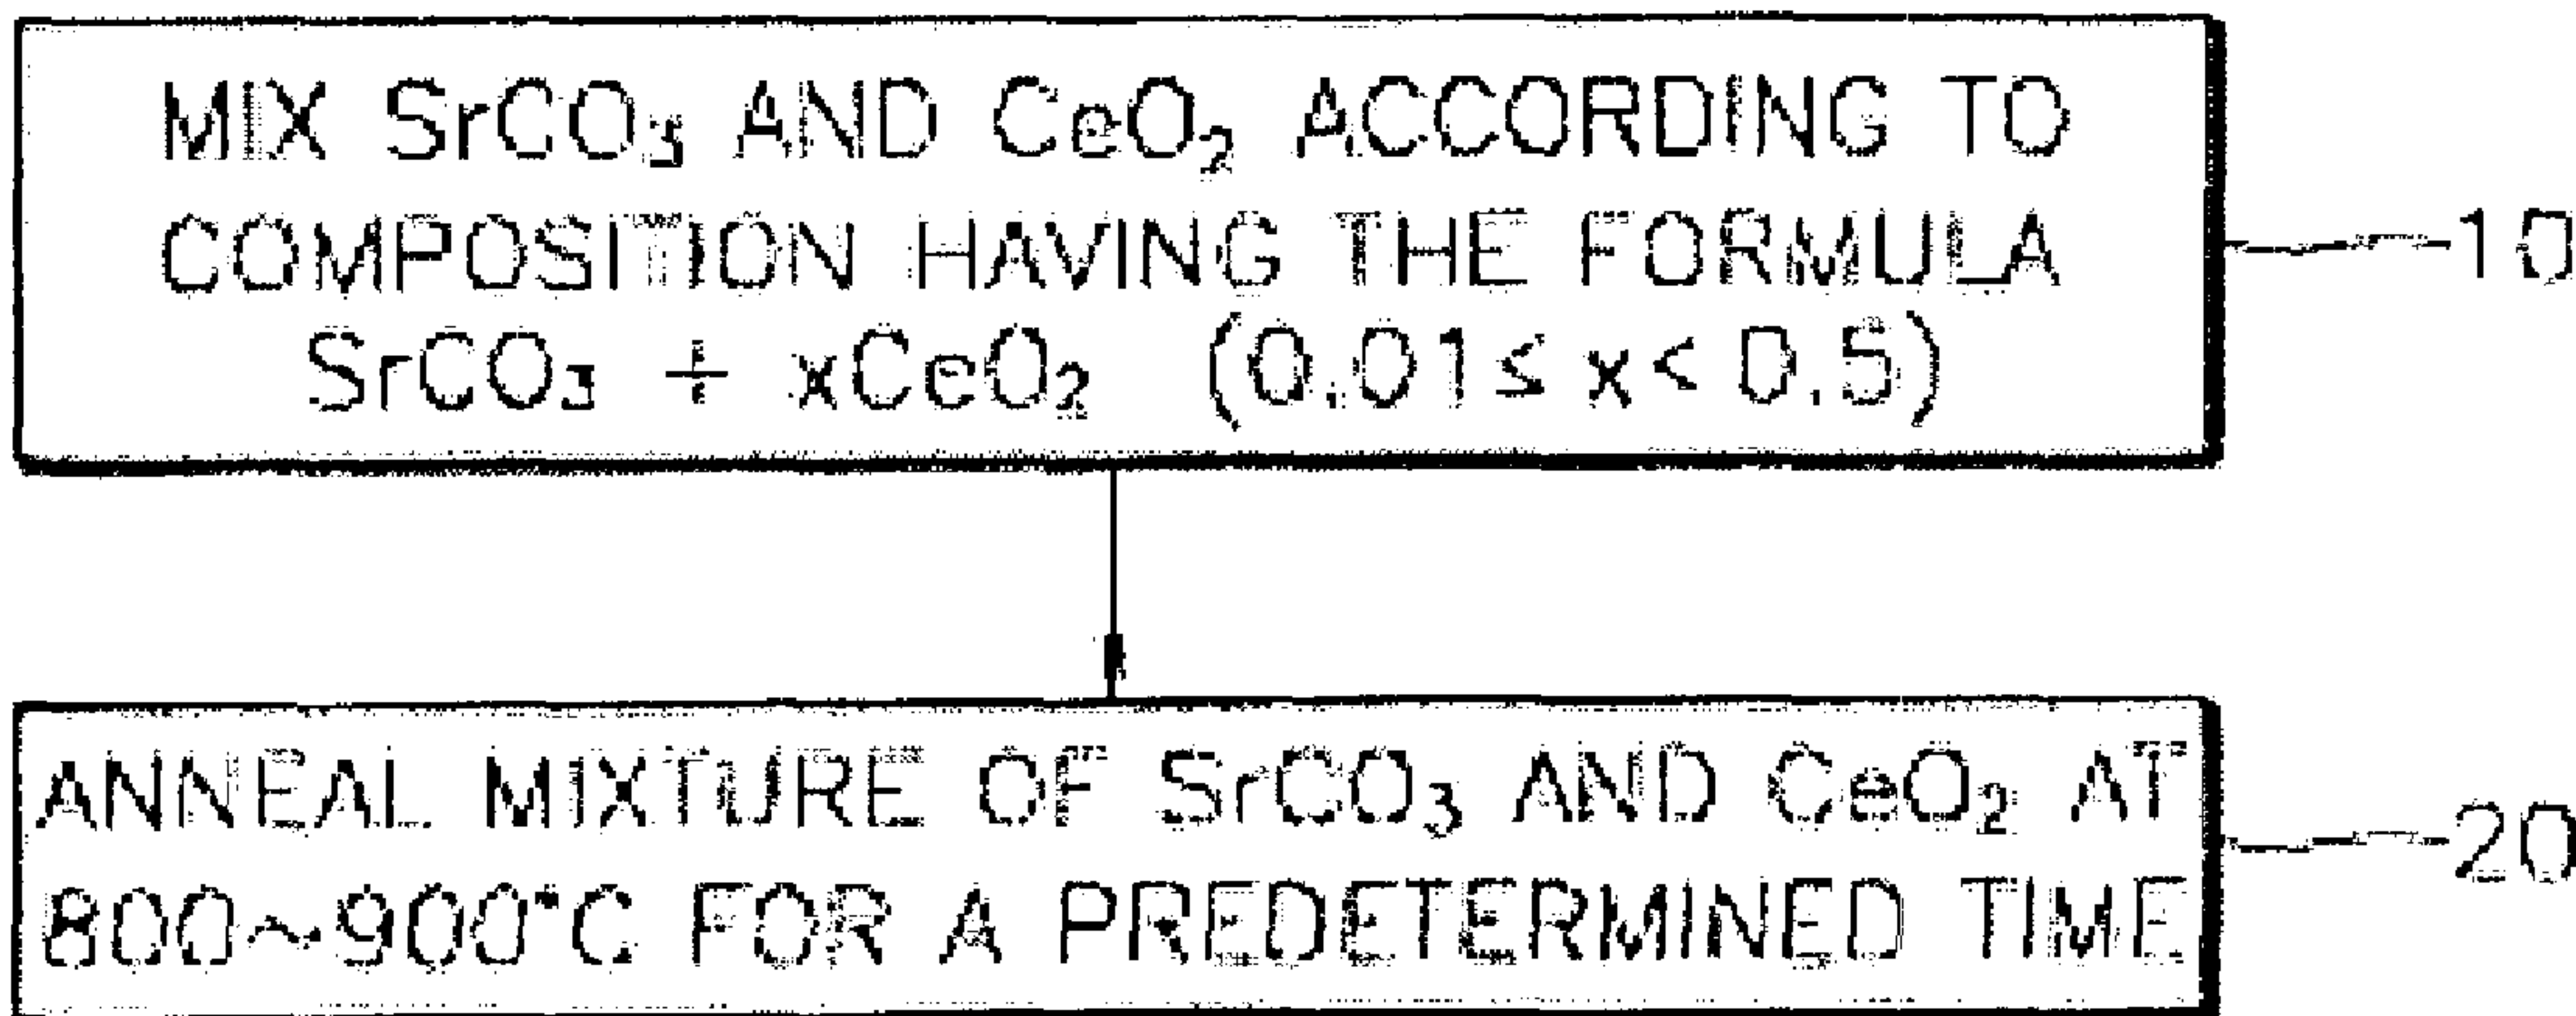 MIX SrCO₃ AND CeO₂ ACCORDING TO
COMPOSITION HAVING THE FORMULA
SrCO₃ + xCeO₂ (0.01 ≤ x < 0.5)
10
ANNEAL MIXTURE OF SrCO₃ AND CeO₂ AT
800~900°C FOR A PREDETERMINED TIME
20